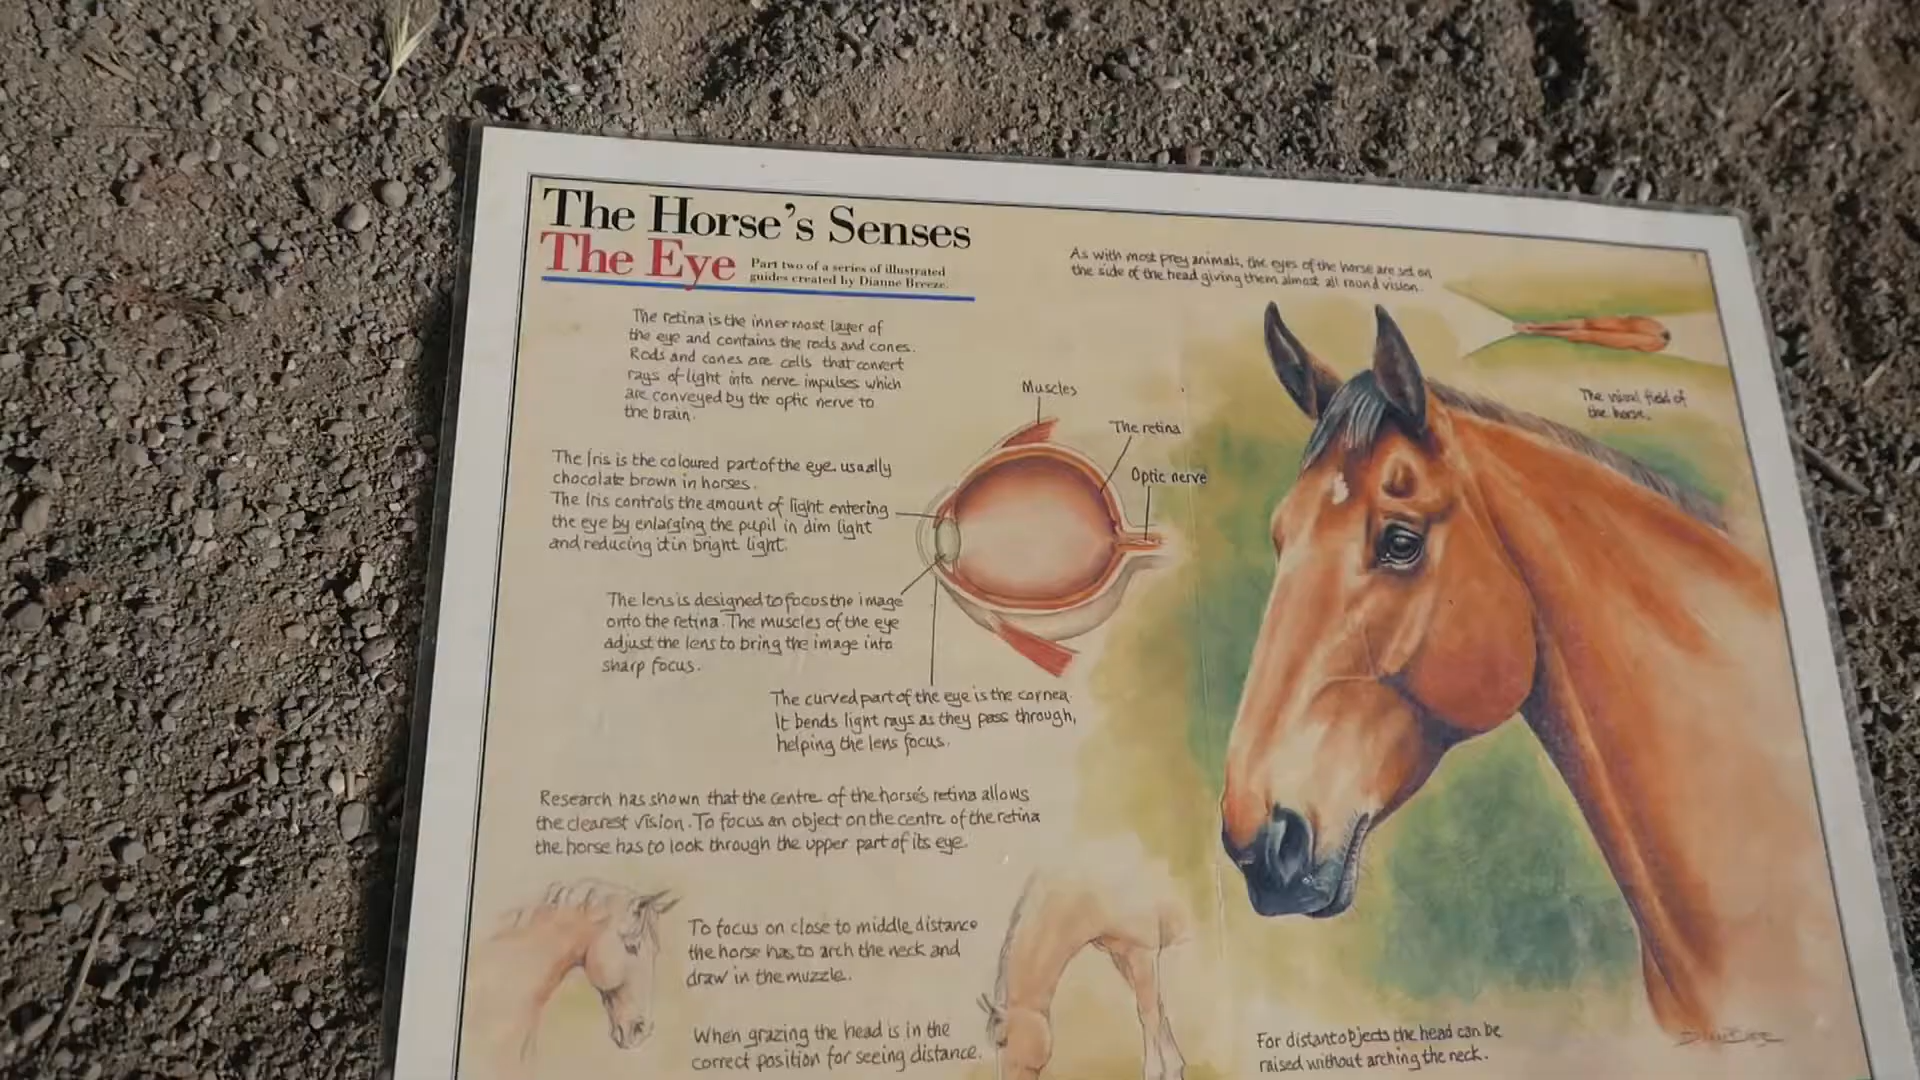 The Horse's Senses
The Eye
Part two of a series of illustrated
guides created by Dianne Breeze.
As with most prey animals, the eyes of the horse are set on
the side of the head giving them almost all round vision.
The retina is the inner most layer of
the eye and contains the rods and cones.
Rods and cones are cells that convert
rays of light into nerve impulses which
are conveyed by the optic nerve to
the brain.
Muscles
The retina
Optic nerve
The visual field of
the horse.
The Iris is the coloured part of the eye, usually
chocolate brown in horses.
The Iris controls the amount of light entering
the eye by enlarging the pupil in dim light
and reducing it in bright light.
The lens is designed to focus the image
onto the retina. The muscles of the eye
adjust the lens to bring the image into
sharp focus.
The curved part of the eye is the cornea.
It bends light rays as they pass through,
helping the lens focus.
Research has shown that the centre of the horse's retina allows
the clearest vision. To focus an object on the centre of the retina
the horse has to look through the upper part of its eye.
To focus on close to middle distance
the horse has to arch the neck and
draw in the muzzle.
When grazing the head is in the
correct position for seeing distance.
For distant objects the head can be
raised without arching the neck.